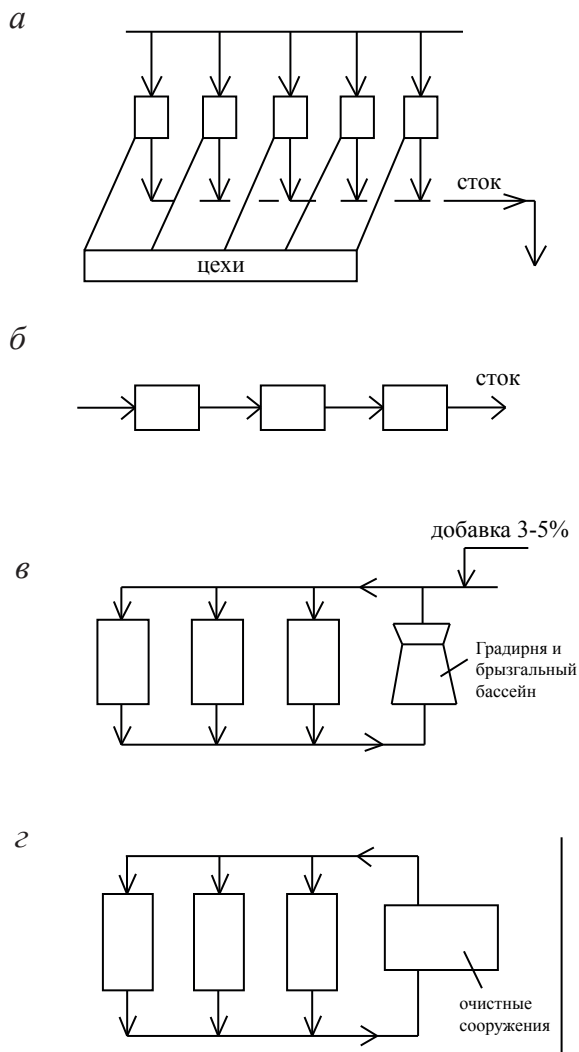 а
сток
цехи
б
сток
добавка 3-5%
в
Градирня и
брызгальный
бассейн
г
очистные
сооружения